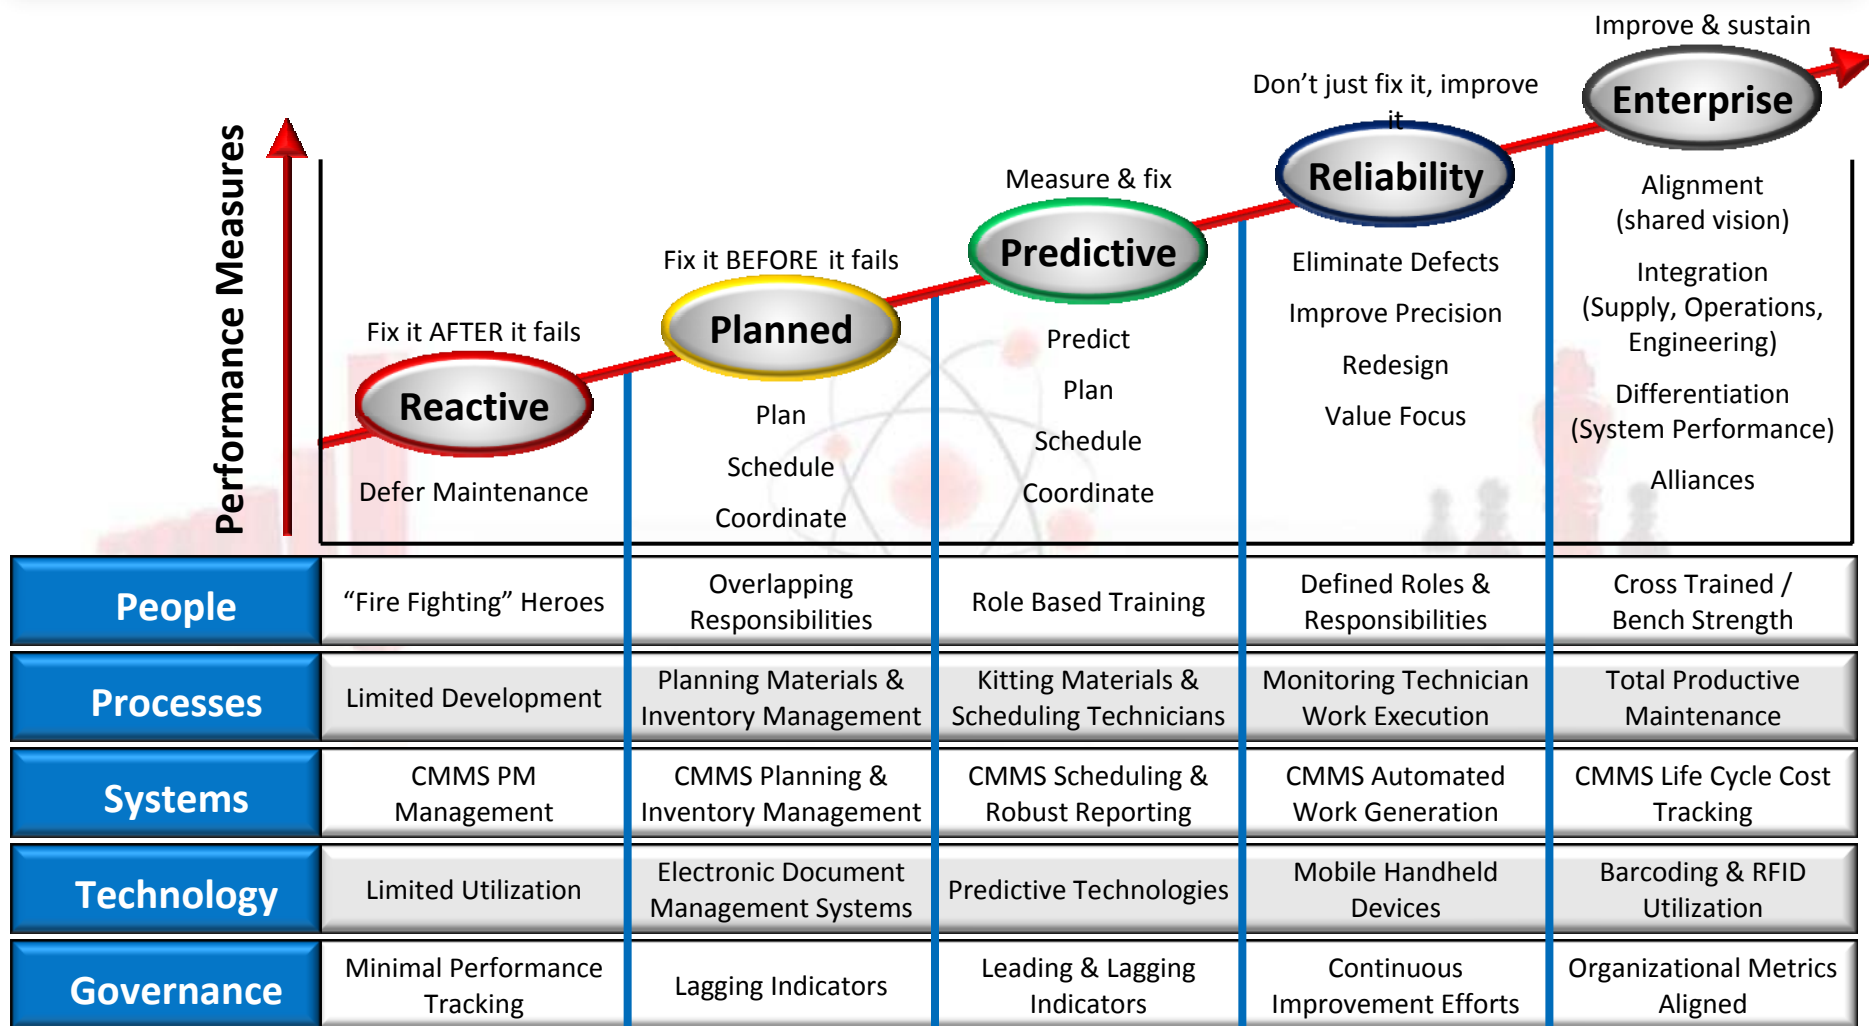 Improve & sustain
Enterprise
Don’t just fix it, improve
it
Reliability
Measure & fix
Predictive
Fix it BEFORE it fails
Planned
Fix it AFTER it fails
Reactive
Performance Measures
Defer Maintenance
Plan
Schedule
Coordinate
Predict
Plan
Schedule
Coordinate
Eliminate Defects
Improve Precision
Redesign
Value Focus
Alignment
(shared vision)
Integration
(Supply, Operations,
Engineering)
Differentiation
(System Performance)
Alliances
People
“Fire Fighting” Heroes
Overlapping
Responsibilities
Role Based Training
Defined Roles &
Responsibilities
Cross Trained /
Bench Strength
Processes
Limited Development
Planning Materials &
Inventory Management
Kitting Materials &
Scheduling Technicians
Monitoring Technician
Work Execution
Total Productive
Maintenance
Systems
CMMS PM
Management
CMMS Planning &
Inventory Management
CMMS Scheduling &
Robust Reporting
CMMS Automated
Work Generation
CMMS Life Cycle Cost
Tracking
Technology
Limited Utilization
Electronic Document
Management Systems
Predictive Technologies
Mobile Handheld
Devices
Barcoding & RFID
Utilization
Governance
Minimal Performance
Tracking
Lagging Indicators
Leading & Lagging
Indicators
Continuous
Improvement Efforts
Organizational Metrics
Aligned